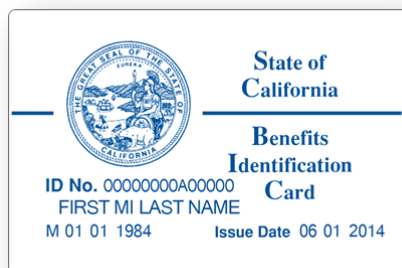 THE GREAT SEAL OF THE STATE OF CALIFORNIA
EUREKA
State of
California
Benefits
Identification
Card
ID No. 00000000A00000
FIRST MI LAST NAME
M 01 01 1984
Issue Date 06 01 2014